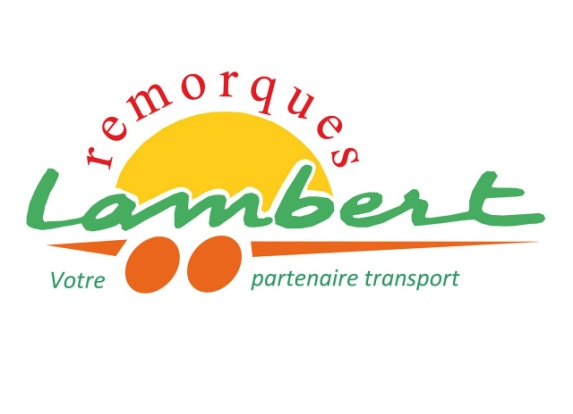 remorques
Lambert
Votre partenaire transport